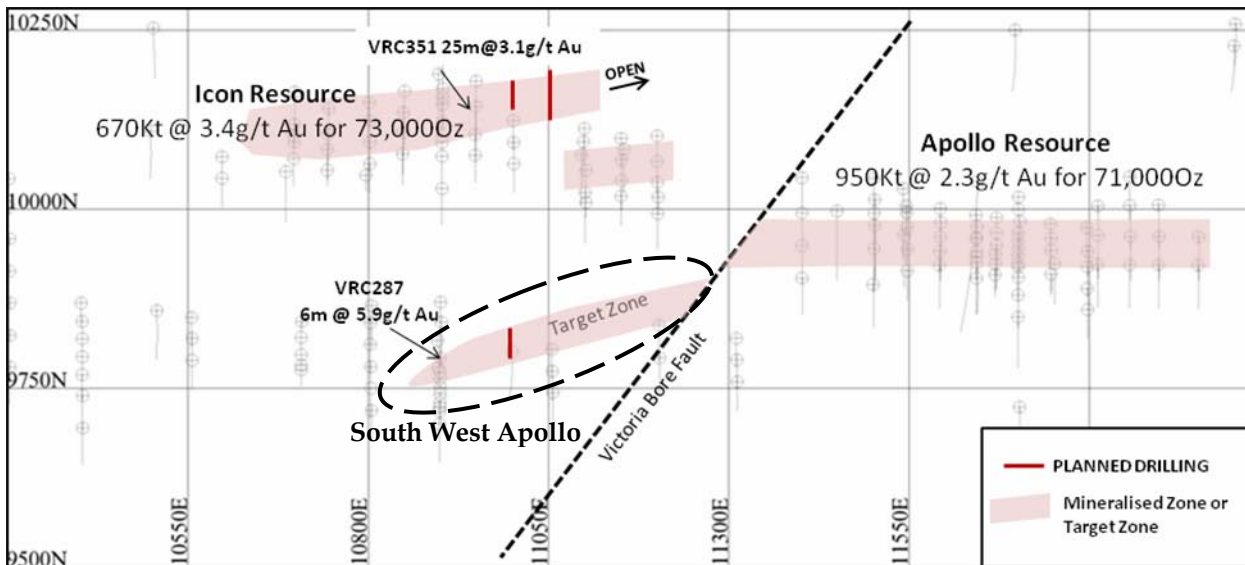 10250N
VRC351 25m@3.1g/t Au
OPEN
Icon Resource
670Kt @ 3.4g/t Au for 73,000Oz
Apollo Resource
950Kt @ 2.3g/t Au for 71,000Oz
10000N
VRC287
6m @ 5.9g/t Au
Target Zone
9750N
South West Apollo
Victoria Bore Fault
PLANNED DRILLING
Mineralised Zone or
Target Zone
9500N
10550E
10800E
11050E
11300E
11550E